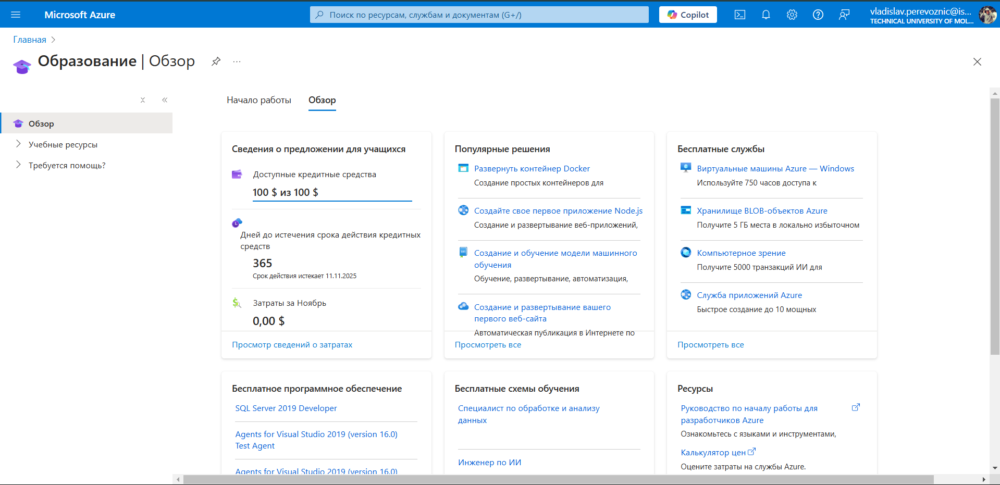 Microsoft Azure
Поиск по ресурсам, службам и документам (G+/)
Copilot
vladislav.perevoznic@is...
TECHNICAL UNIVERSITY OF MOL...
Главная
Образование | Обзор
Начало работы
Обзор
Обзор
Учебные ресурсы
Требуется помощь?
Сведения о предложении для учащихся
Доступные кредитные средства
100 $ из 100 $
Дней до истечения срока действия кредитных
средств
365
Срок действия истекает 11.11.2025
Затраты за Ноябрь
0,00 $
Просмотр сведений о затратах
Популярные решения
Развернуть контейнер Docker
Создание простых контейнеров для
Создайте свое первое приложение Node.js
Создание и развертывание веб-приложений,
Создание и обучение модели машинного
обучения
Обучение, развертывание, автоматизация,
Создание и развертывание вашего
первого веб-сайта
Автоматическая публикация в Интернете по
Просмотреть все
Бесплатные службы
Виртуальные машины Azure — Windows
Используйте 750 часов доступа к
Хранилище BLOB-объектов Azure
Получите 5 ГБ места в локально избыточном
Компьютерное зрение
Получите 5000 транзакций ИИ для
Служба приложений Azure
Быстрое создание до 10 мощных
Просмотреть все
Бесплатное программное обеспечение
SQL Server 2019 Developer
Agents for Visual Studio 2019 (version 16.0)
Test Agent
Agents for Visual Studio 2019 (version 16.0)
Бесплатные схемы обучения
Специалист по обработке и анализу
данных
Инженер по ИИ
Ресурсы
Руководство по началу работы для
разработчиков Azure
Ознакомьтесь с языками и инструментами,
Калькулятор цен
Оцените затраты на службы Azure.